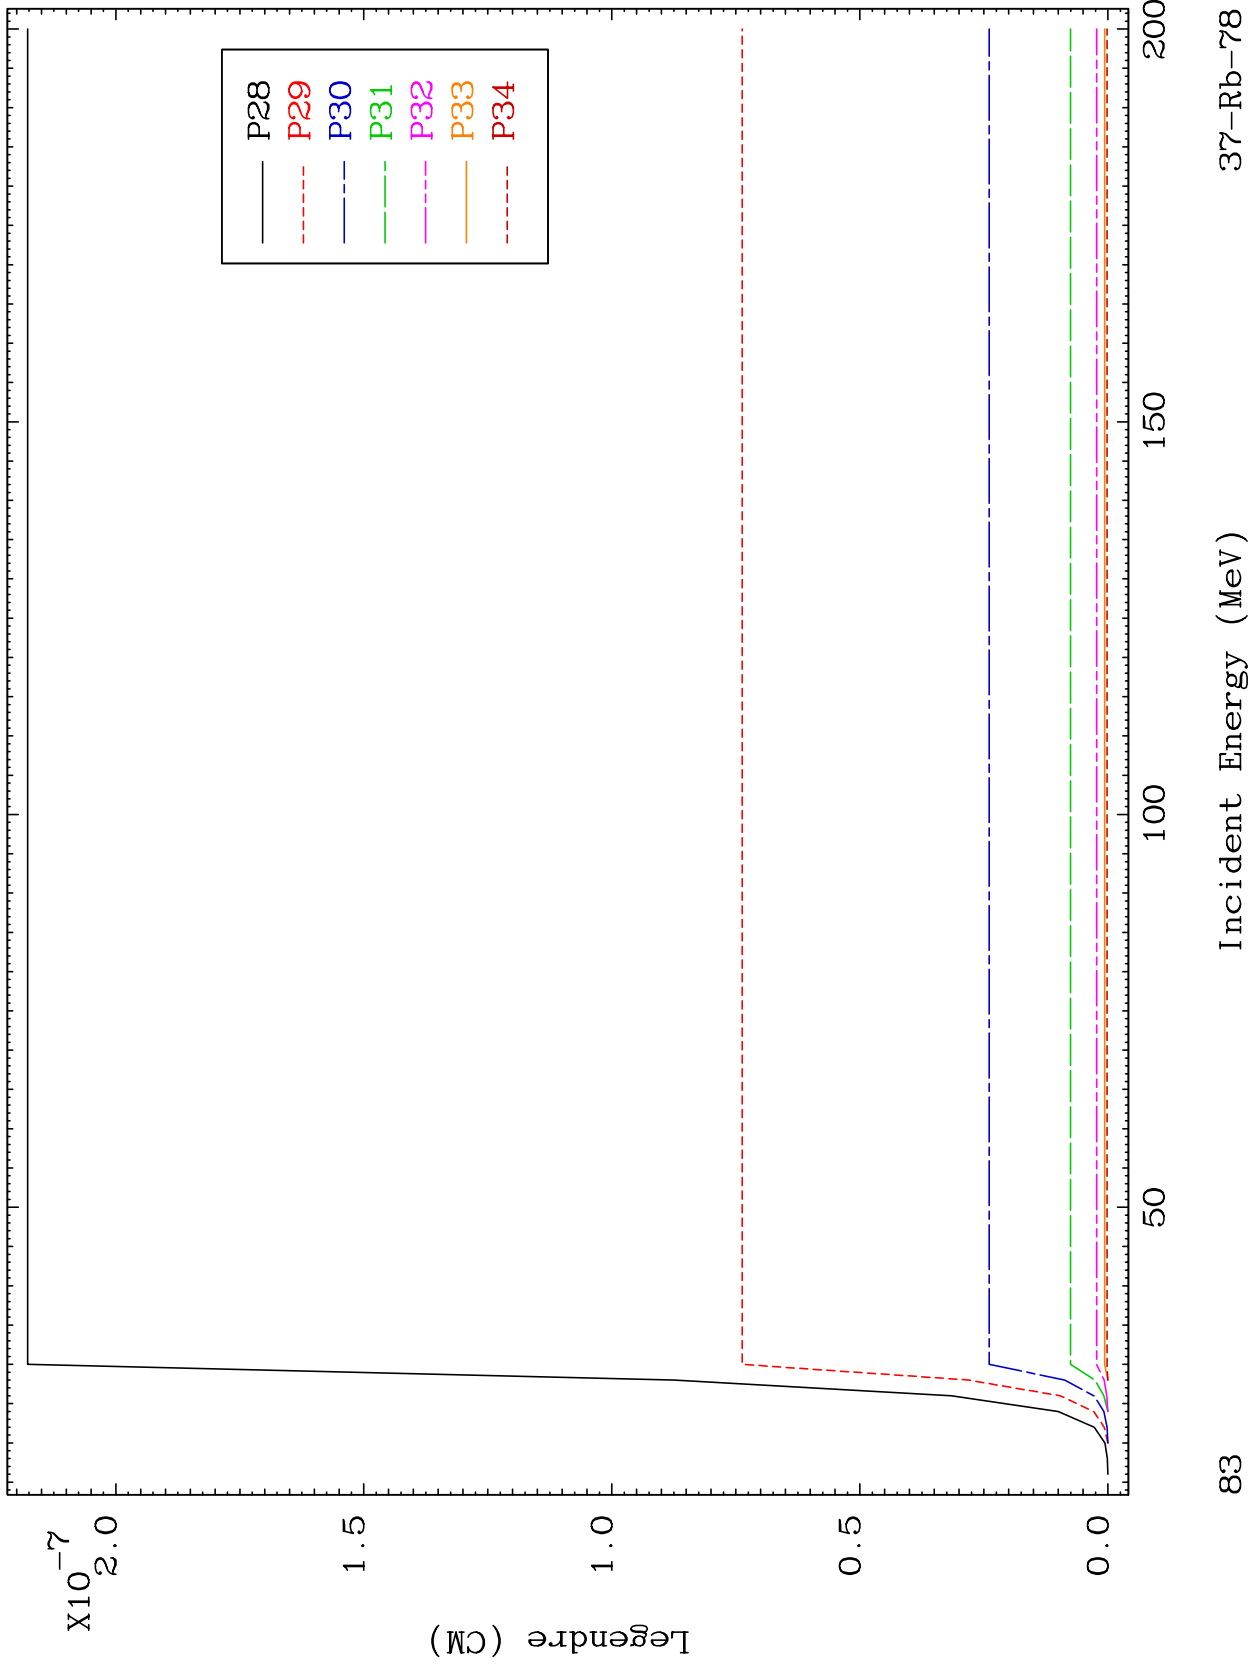 X10-7
2.0
1.5
1.0
0.5
0.0
Legendre (CM)
P28
P29
P30
P31
P32
P33
P34
50
100
150
200
Incident Energy (MeV)
83
37-Rb-78